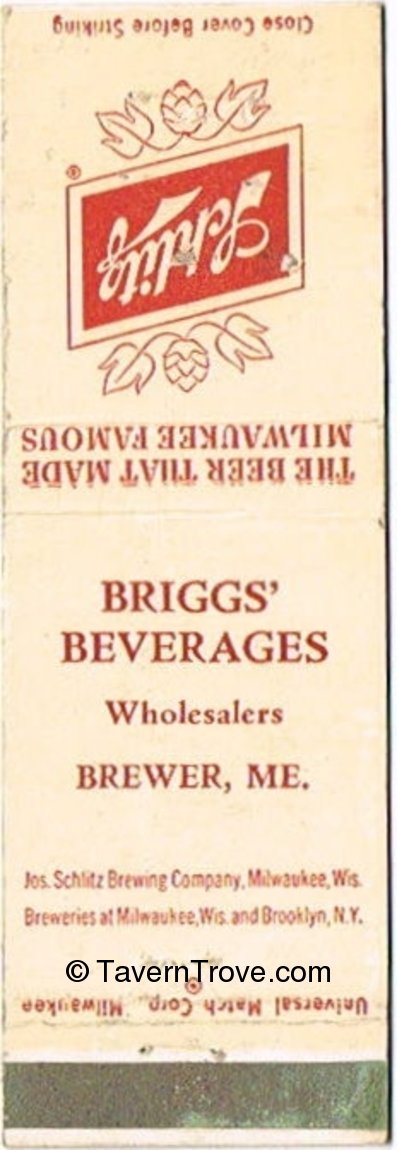 Close Cover Before Striking
Schlitz
®
THE BEER THAT MADE
MILWAUKEE FAMOUS
BRIGGS'
BEVERAGES
Wholesalers
BREWER, ME.
Jos. Schlitz Brewing Company, Milwaukee, Wis.
Breweries at Milwaukee, Wis. and Brooklyn, N.Y.
© TavernTrove.com
Universal Match Corp., Milwaukee